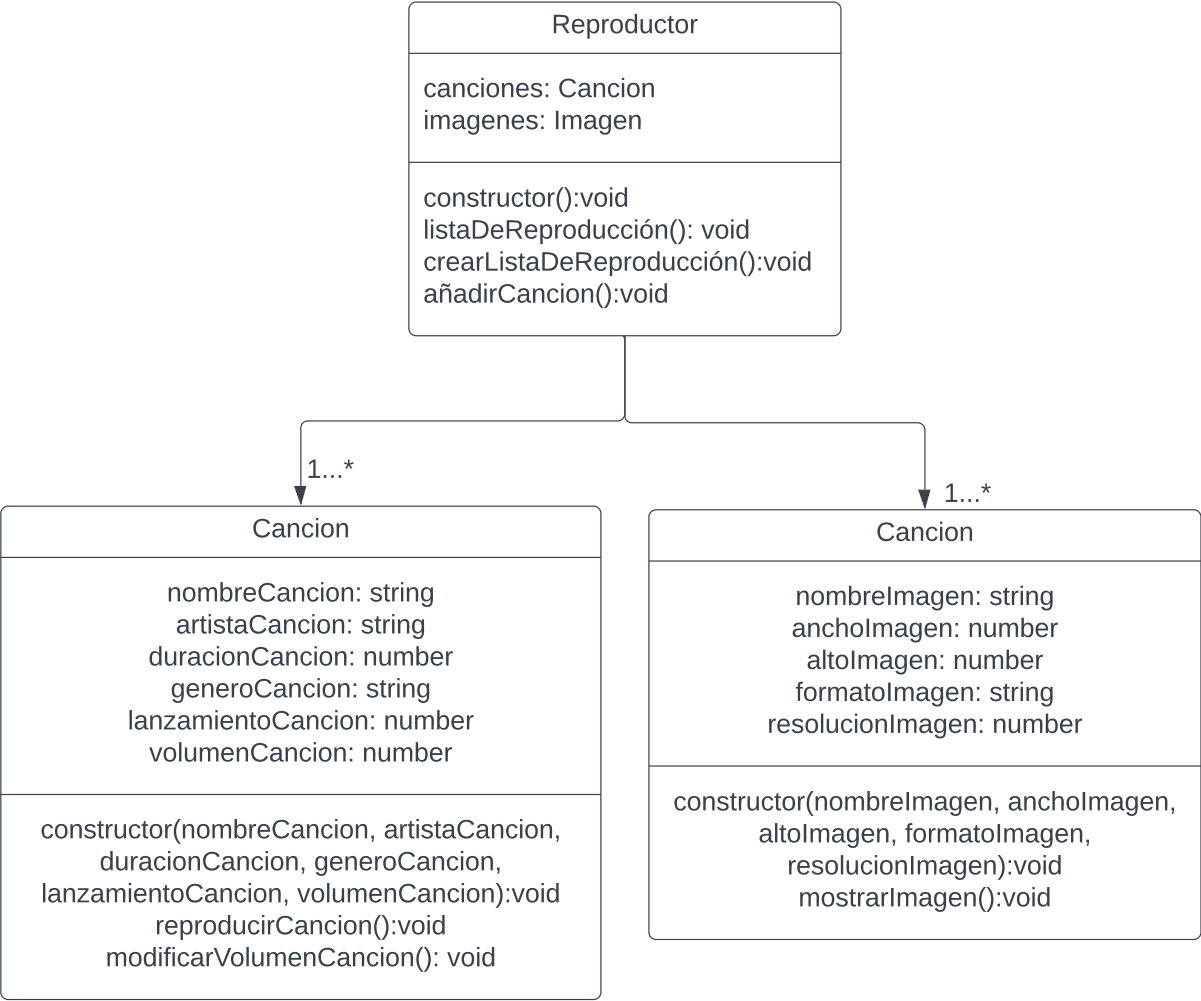 Reproductor
canciones: Cancion
imagenes: Imagen
constructor():void
listaDeReproducción(): void
crearListaDeReproducción():void
añadirCancion():void
1...*
1...*
Cancion
nombreCancion: string
artistaCancion: string
duracionCancion: number
generoCancion: string
lanzamientoCancion: number
volumenCancion: number
constructor(nombreCancion, artistaCancion,
duracionCancion, generoCancion,
lanzamientoCancion, volumenCancion):void
reproducirCancion():void
modificarVolumenCancion(): void
Cancion
nombreImagen: string
anchoImagen: number
altoImagen: number
formatoImagen: string
resolucionImagen: number
constructor(nombreImagen, anchoImagen,
altoImagen, formatoImagen,
resolucionImagen):void
mostrarImagen():void